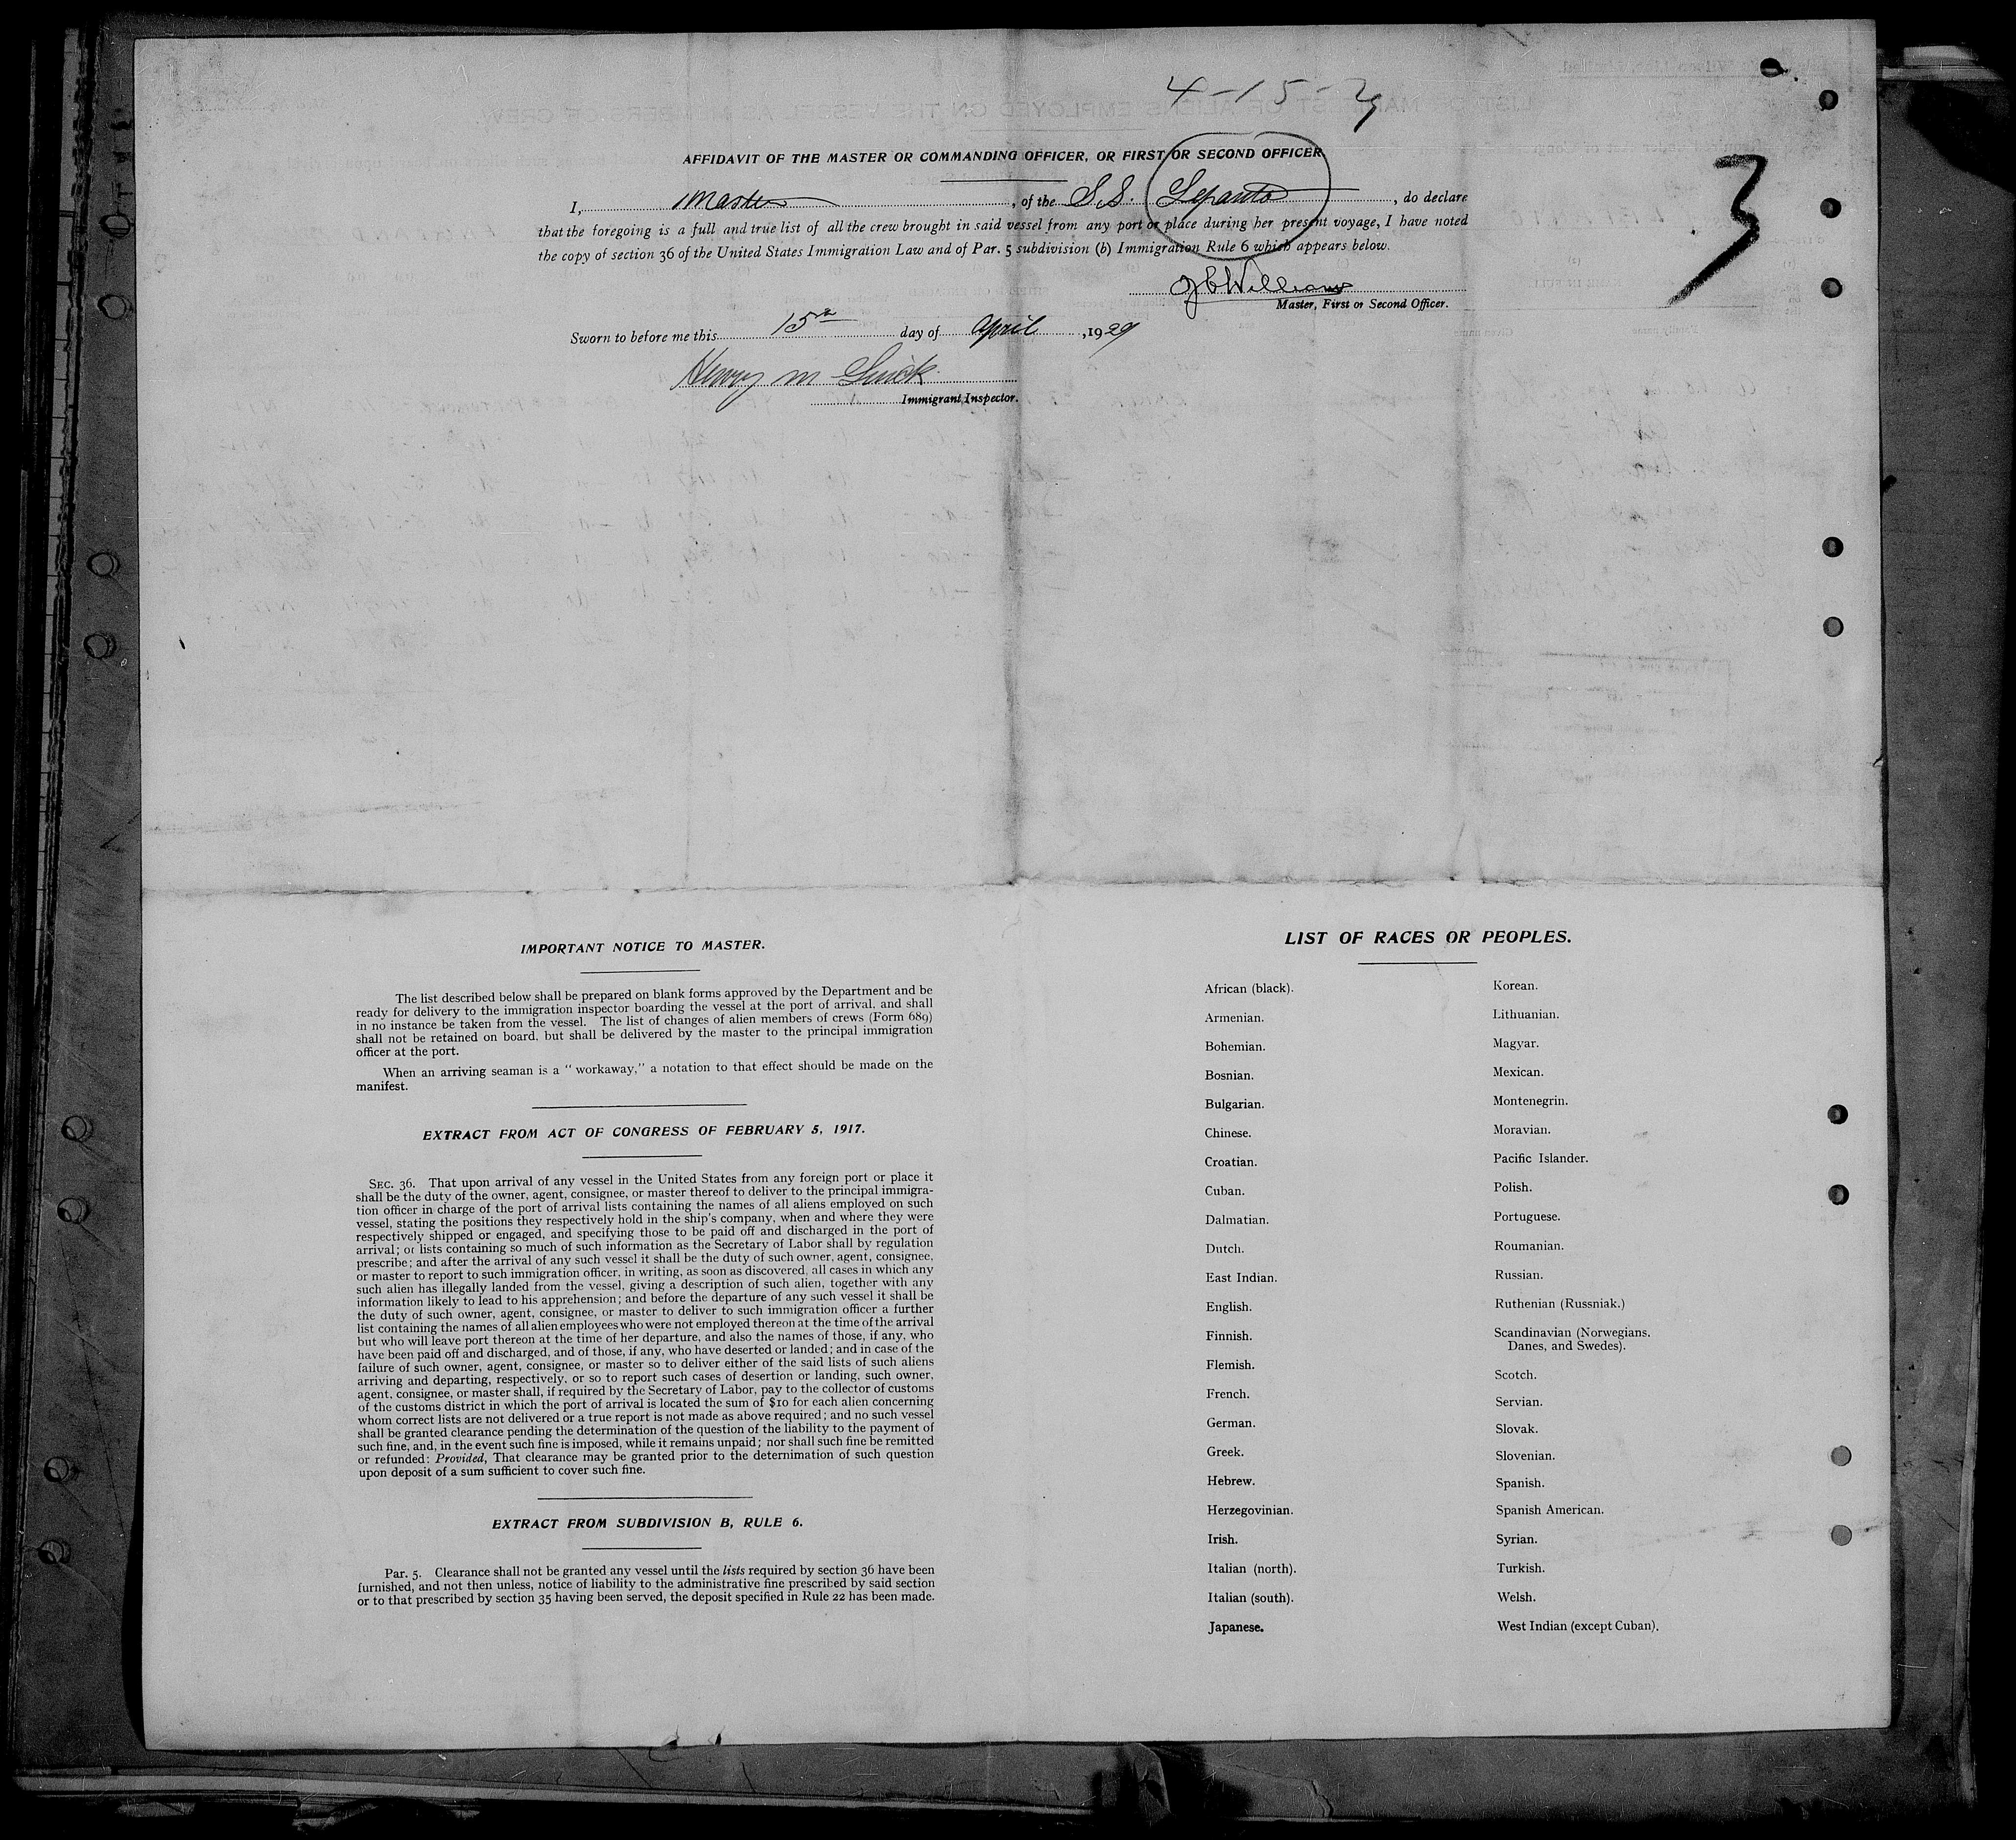 4-15-29
3
AFFIDAVIT OF THE MASTER OR COMMANDING OFFICER, OR FIRST OR SECOND OFFICER
I, Master, of the S.S. Lepanto, do declare
that the foregoing is a full and true list of all the crew brought in said vessel from any port or place during her present voyage, I have noted
the copy of section 36 of the United States Immigration Law and of Par. 5 subdivision (b) Immigration Rule 6 which appears below.
Williams
Master, First or Second Officer.
Sworn to before me this 15th day of April, 1929
Henry M
Immigrant Inspector.
IMPORTANT NOTICE TO MASTER.
The list described below shall be prepared on blank forms approved by the Department and be
ready for delivery to the immigration inspector boarding the vessel at the port of arrival, and shall
in no instance be taken from the vessel. The list of changes of alien members of crews (Form 689)
shall not be retained on board, but shall be delivered by the master to the principal immigration
officer at the port.
When an arriving seaman is a "workaway," a notation to that effect should be made on the
manifest.
EXTRACT FROM ACT OF CONGRESS OF FEBRUARY 5, 1917.
SEC. 36. That upon arrival of any vessel in the United States from any foreign port or place it
shall be the duty of the owner, agent, consignee, or master thereof to deliver to the principal immigra-
tion officer in charge of the port of arrival lists containing the names of all aliens employed on such
vessel, stating the positions they respectively hold in the ship's company, when and where they were
respectively shipped or engaged, and specifying those to be paid off and discharged in the port of
arrival; or lists containing so much of such information as the Secretary of Labor shall by regulation
prescribe; and after the arrival of any such vessel it shall be the duty of such owner, agent, consignee,
or master to report to such immigration officer, in writing, as soon as discovered, all cases in which any
such alien has illegally landed from the vessel, giving a description of such alien, together with any
information likely to lead to his apprehension; and before the departure of any such vessel it shall be
the duty of such owner, agent, consignee, or master to deliver to such immigration officer a further
list containing the names of all alien employees who were not employed thereon at the time of the arrival
but who will leave port thereon at the time of her departure, and also the names of those, if any, who
have been paid off and discharged, and of those, if any, who have deserted or landed; and in case of the
failure of such owner, agent, consignee, or master so to deliver either of the said lists of such aliens
arriving and departing, respectively, or so to report such cases of desertion or landing, such owner,
agent, consignee, or master shall, if required by the Secretary of Labor, pay to the collector of customs
of the customs district in which the port of arrival is located the sum of $10 for each alien concerning
whom correct lists are not delivered or a true report is not made as above required; and no such vessel
shall be granted clearance pending the determination of the question of the liability to the payment of
such fine, and, in the event such fine is imposed, while it remains unpaid; nor shall such fine be remitted
or refunded: Provided, That clearance may be granted prior to the deternimation of such question
upon deposit of a sum sufficient to cover such fine.
EXTRACT FROM SUBDIVISION B, RULE 6.
Par. 5. Clearance shall not be granted any vessel until the lists required by section 36 have been
furnished, and not then unless, notice of liability to the administrative fine prescribed by said section
or to that prescribed by section 35 having been served, the deposit specified in Rule 22 has been made.
LIST OF RACES OR PEOPLES.
African (black).
Armenian.
Bohemian.
Bosnian.
Bulgarian.
Chinese.
Croatian.
Cuban.
Dalmatian.
Dutch.
East Indian.
English.
Finnish.
Flemish.
French.
German.
Greek.
Hebrew.
Herzegovinian.
Irish.
Italian (north).
Italian (south).
Japanese.
Korean.
Lithuanian.
Magyar.
Mexican.
Montenegrin.
Moravian.
Pacific Islander.
Polish.
Portuguese.
Roumanian.
Russian.
Ruthenian (Russniak.)
Scandinavian (Norwegians.
Danes, and Swedes).
Scotch.
Servian.
Slovak.
Slovenian.
Spanish.
Spanish American.
Syrian.
Turkish.
Welsh.
West Indian (except Cuban).